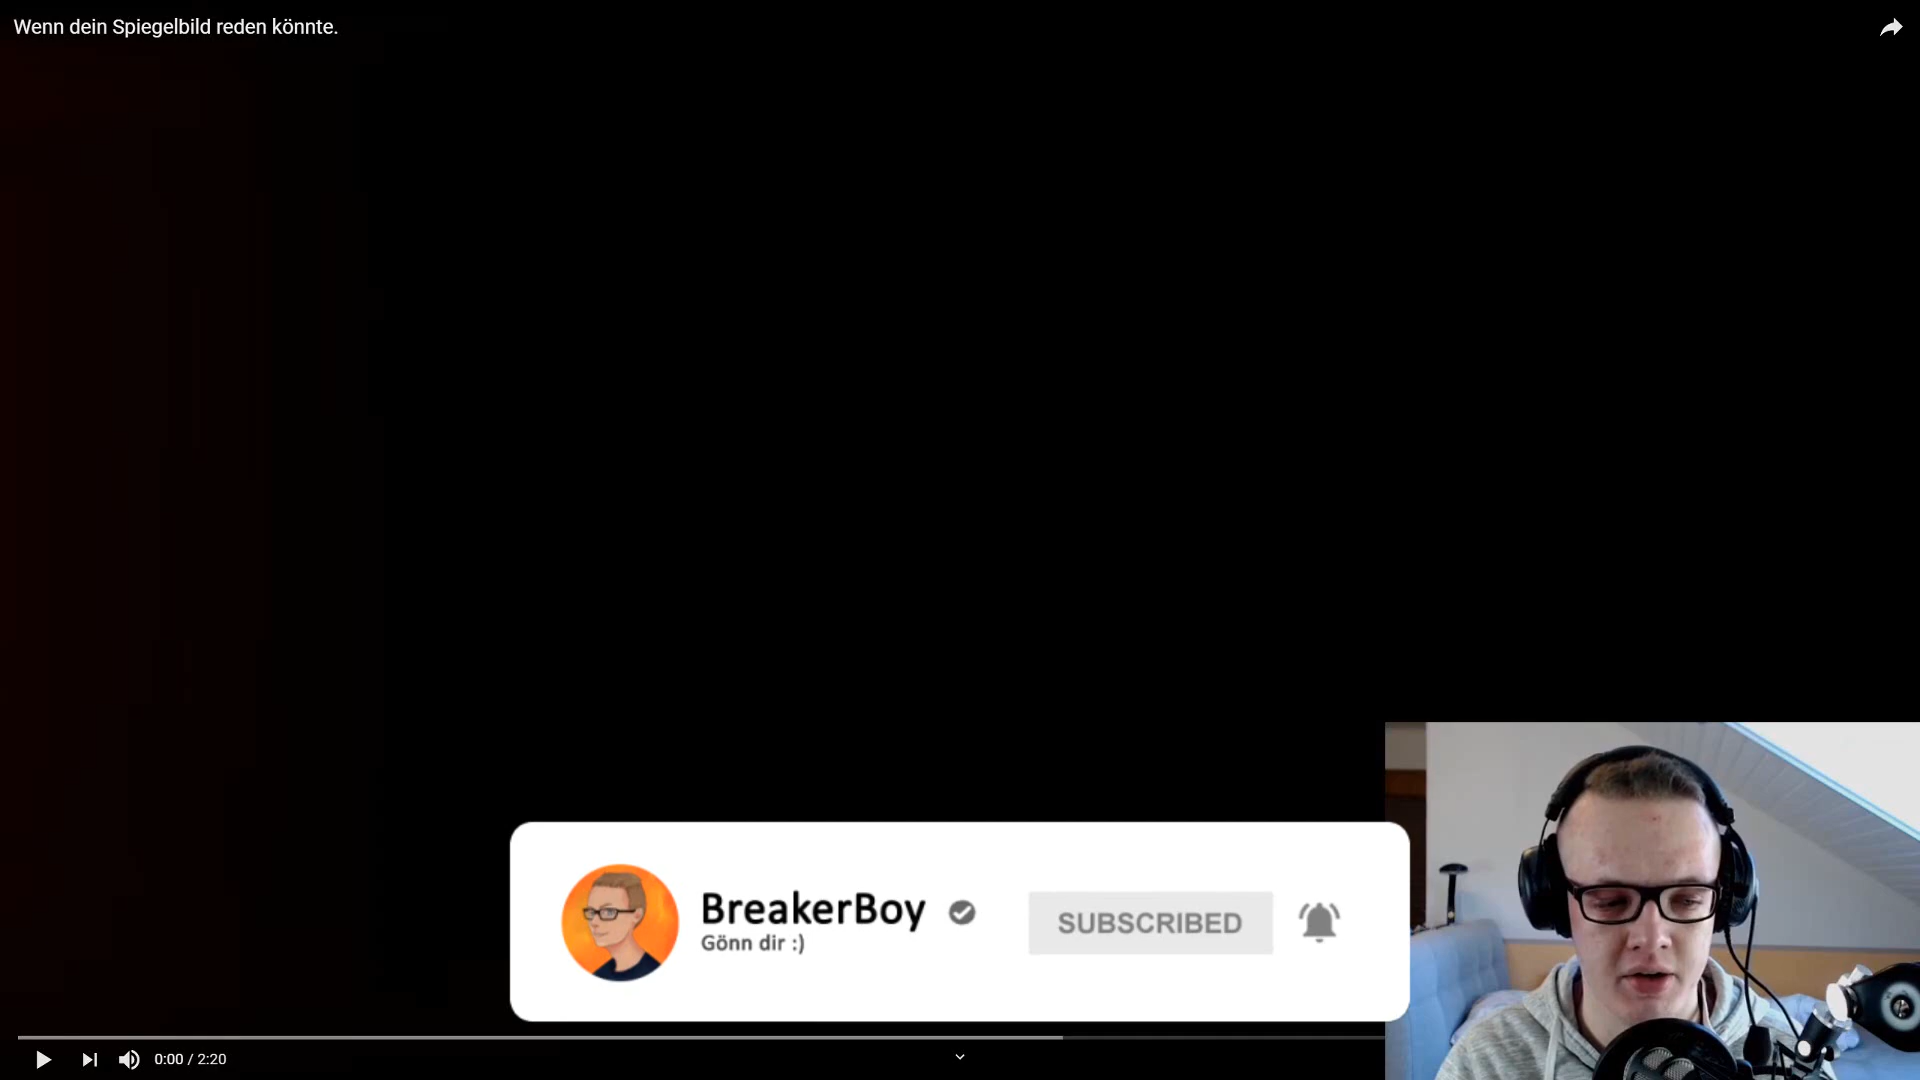 Wenn dein Spiegelbild reden könnte.
BreakerBoy
Gönn dir :)
SUBSCRIBED
0:00 / 2:20